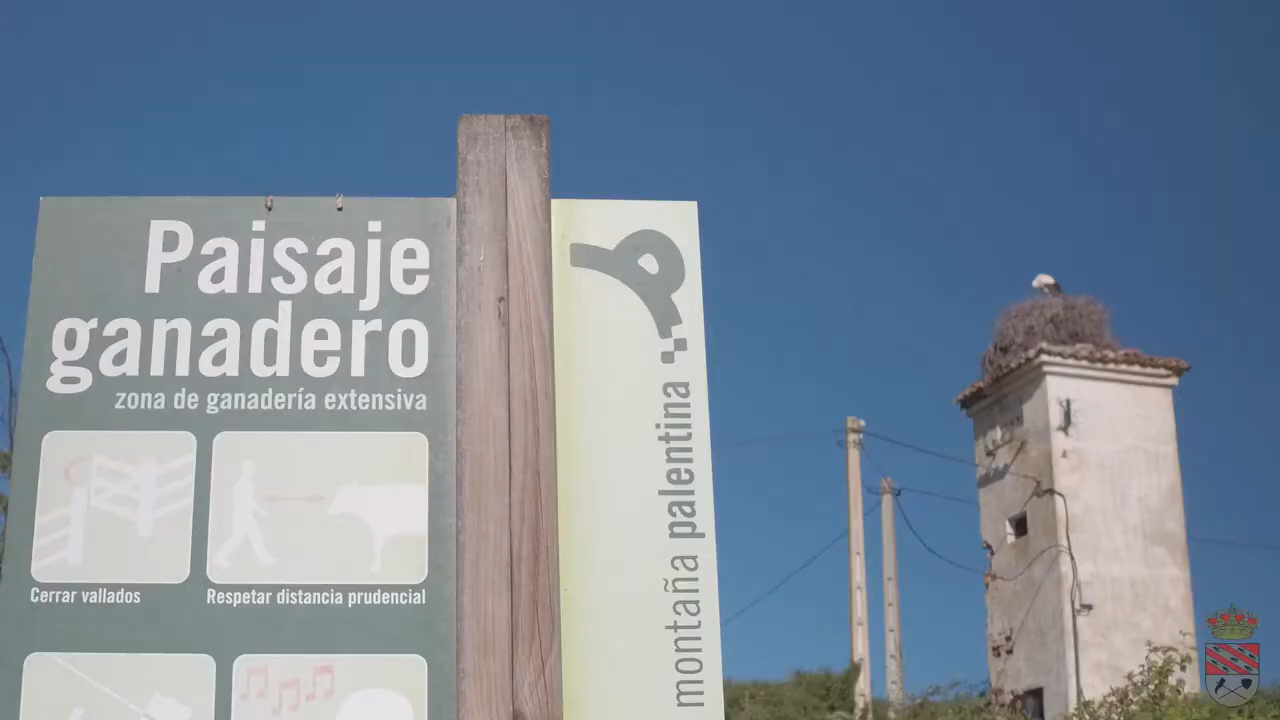 Paisaje
ganadero
zona de ganadería extensiva
Cerrar vallados
Respetar distancia prudencial
montaña palentina